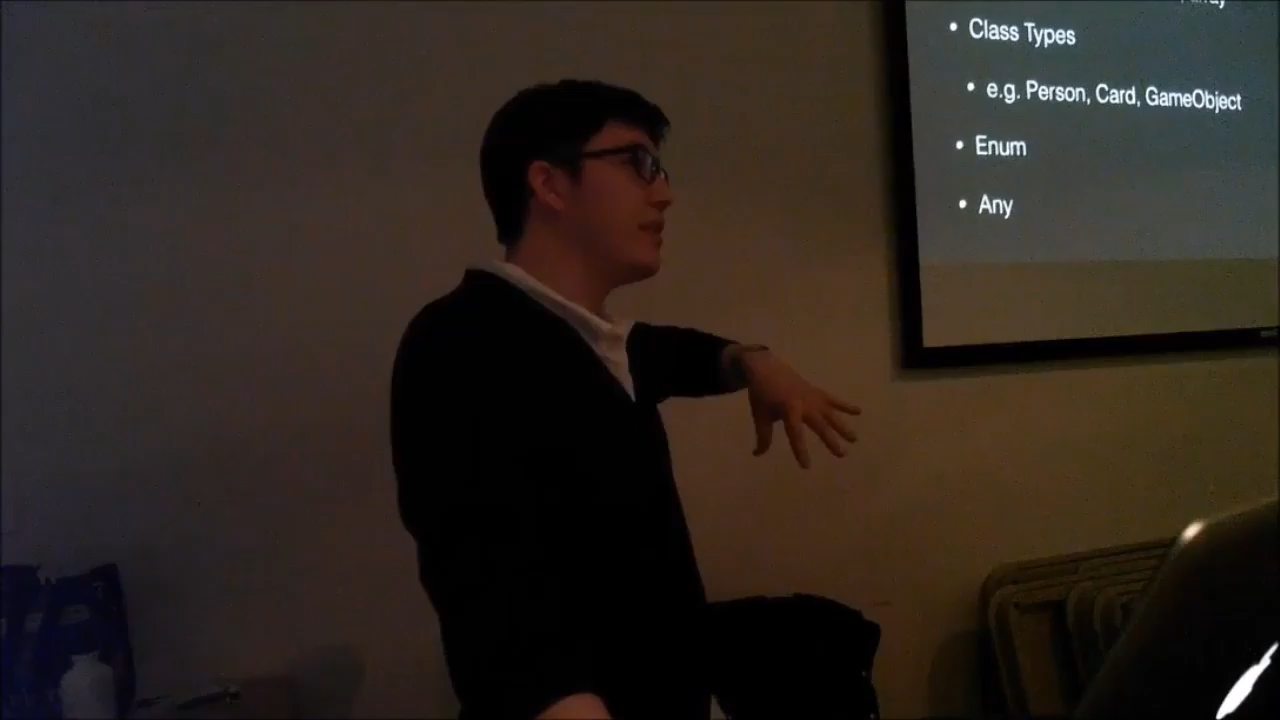 • Class Types
• e.g. Person, Card, GameObject
• Enum
• Any